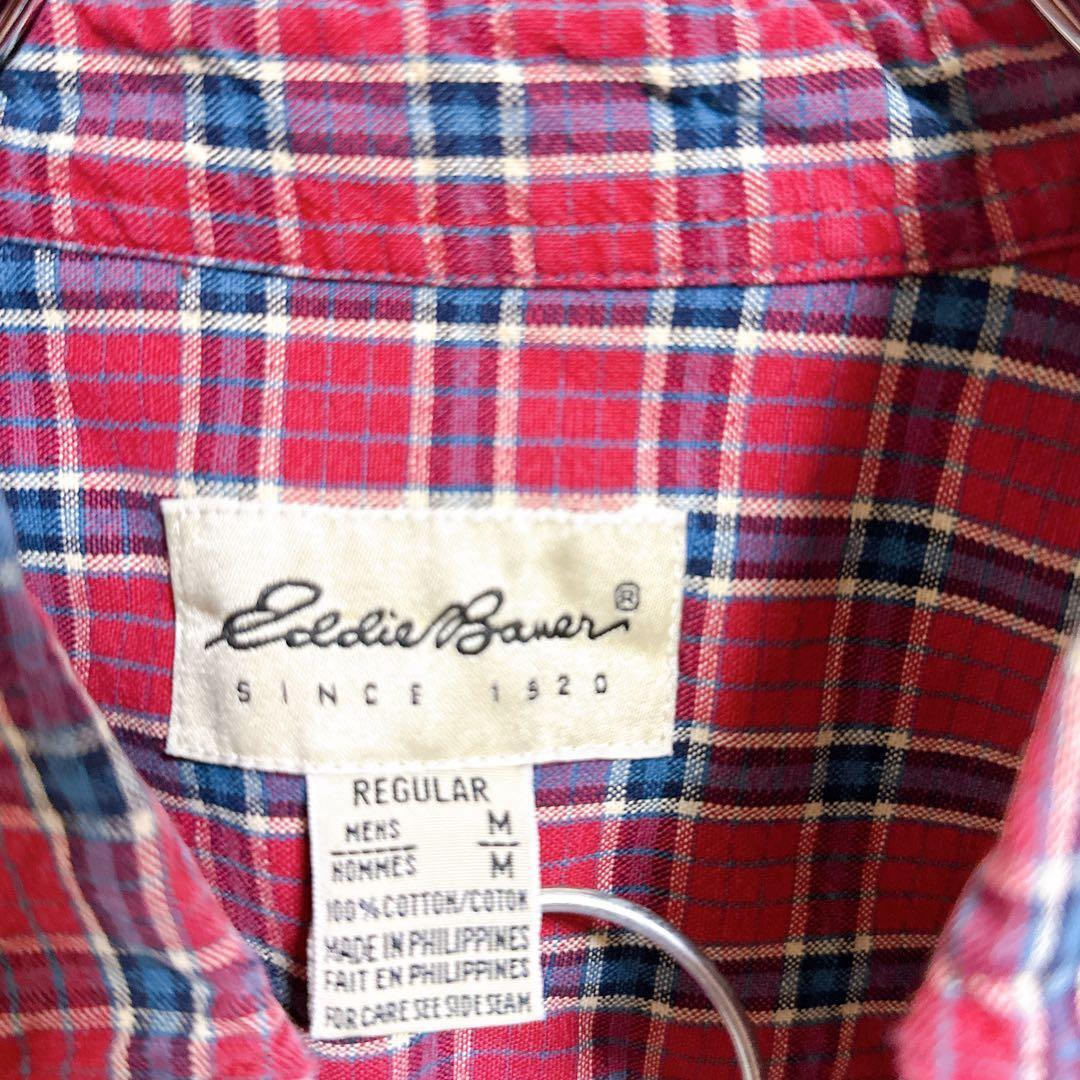 Eddie Bauer®
SINCE 1920
REGULAR
MENS M
HOMMES M
100% COTTON/COTON
MADE IN PHILIPPINES
FAIT EN PHILIPPINES
FOR CARE SEE SIDE SEAM